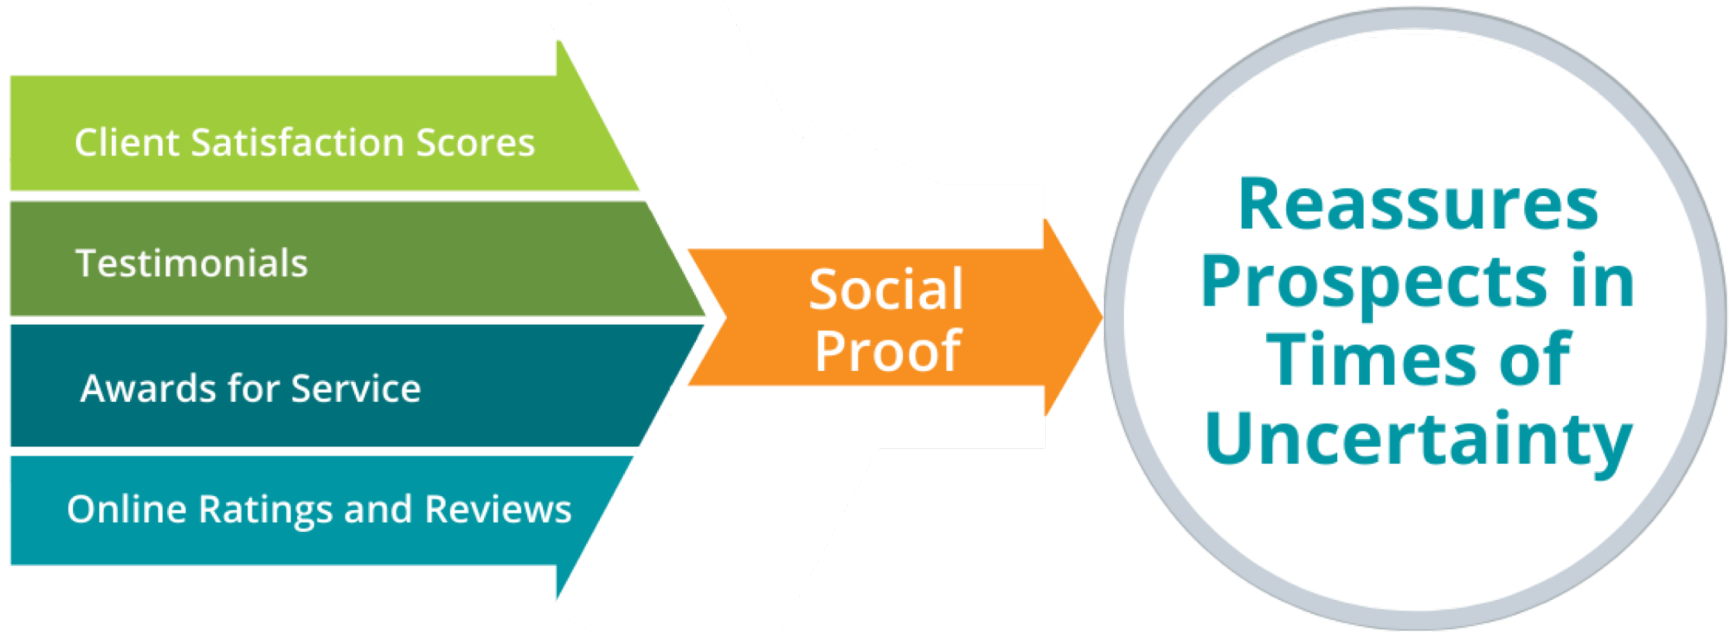 Client Satisfaction Scores
Testimonials
Awards for Service
Online Ratings and Reviews
Social
Proof
Reassures
Prospects in
Times of
Uncertainty